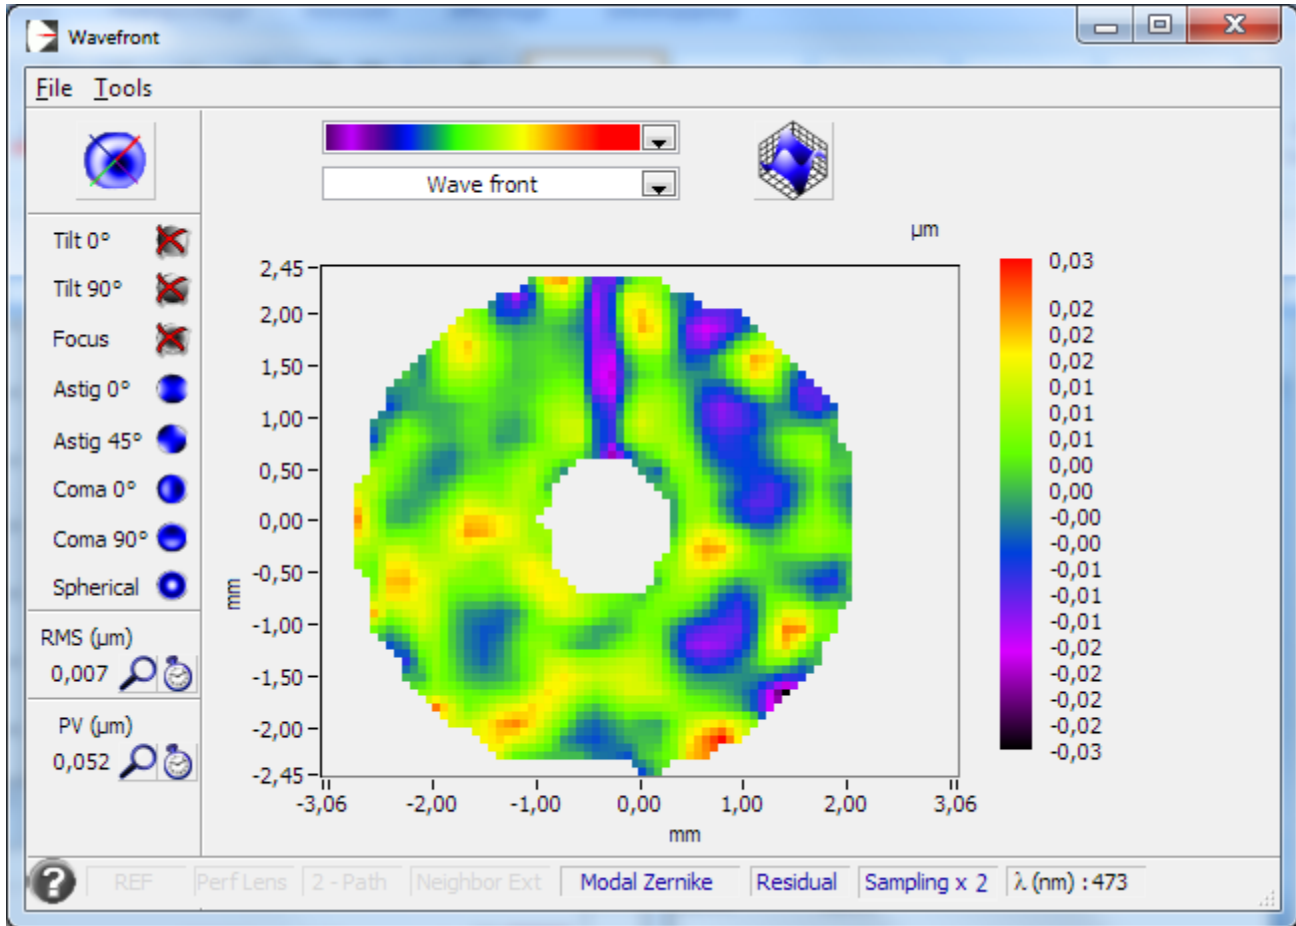 Wavefront
File Tools
Wave front
µm
Tilt 0°
Tilt 90°
Focus
Astig 0°
Astig 45°
Coma 0°
Coma 90°
Spherical
RMS (µm)
0,007
PV (µm)
0,052
2,45
2,00
1,50
1,00
0,50
0,00
-0,50
-1,00
-1,50
-2,00
-2,45
mm
-3,06 -2,00 -1,00 0,00 1,00 2,00 3,06
mm
0,03
0,02
0,02
0,02
0,01
0,01
0,01
0,00
0,00
-0,00
-0,00
-0,01
-0,01
-0,01
-0,02
-0,02
-0,02
-0,02
-0,03
? REF Perf Lens 2 - Path Neighbor Ext Modal Zernike Residual Sampling x 2 λ (nm) : 473